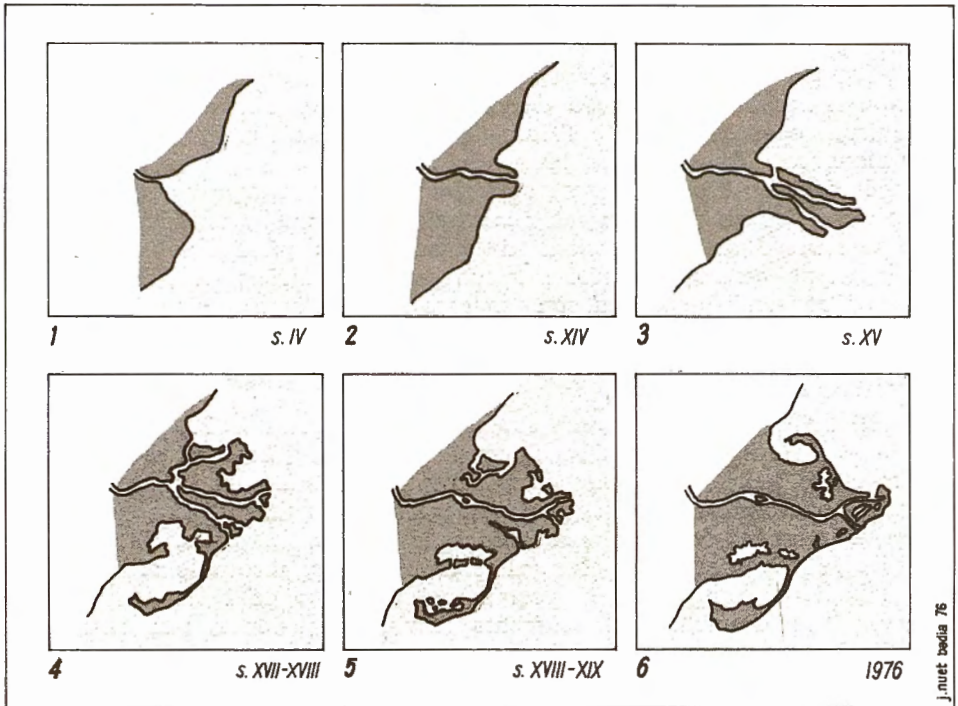 1 s. IV
2 s. XIV
3 s. XV
4 s. XVII-XVIII
5 s. XVIII-XIX
6 1976
j.nuet badia 76